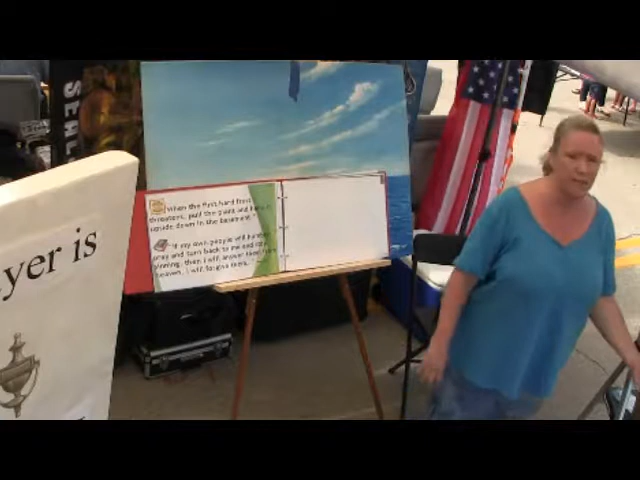 SEHL
yer is
When the first hard frost
threatens, pull the plant and hang it
upside down in the basement."
"If my own people will humbly
pray and turn back to me and stop
sinning, then I will answer them from
heaven. I will forgive them